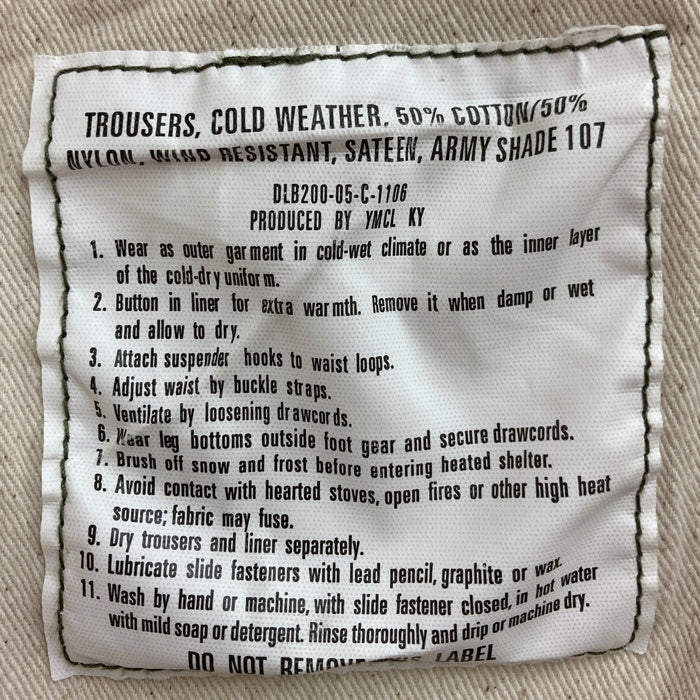 TROUSERS, COLD WEATHER. 50% COTTON/50%
NYLON. WIND RESISTANT, SATEEN, ARMY SHADE 107
DLB200-05-C-1106
PRODUCED BY YMCL KY
1. Wear as outer garment in cold-wet climate or as the inner layer
of the cold-dry uniform.
2. Button in liner for extra warmth. Remove it when damp or wet
and allow to dry.
3. Attach suspender hooks to waist loops.
4. Adjust waist by buckle straps.
5. Ventilate by loosening drawcords.
6. Wear leg bottoms outside foot gear and secure drawcords.
7. Brush off snow and frost before entering heated shelter.
8. Avoid contact with hearted stoves, open fires or other high heat
source; fabric may fuse.
9. Dry trousers and liner separately.
10. Lubricate slide fasteners with lead pencil, graphite or wax.
11. Wash by hand or machine, with slide fastener closed, in hot water
with mild soap or detergent. Rinse thoroughly and drip or machine dry.
DO NOT REMOVE THIS LABEL